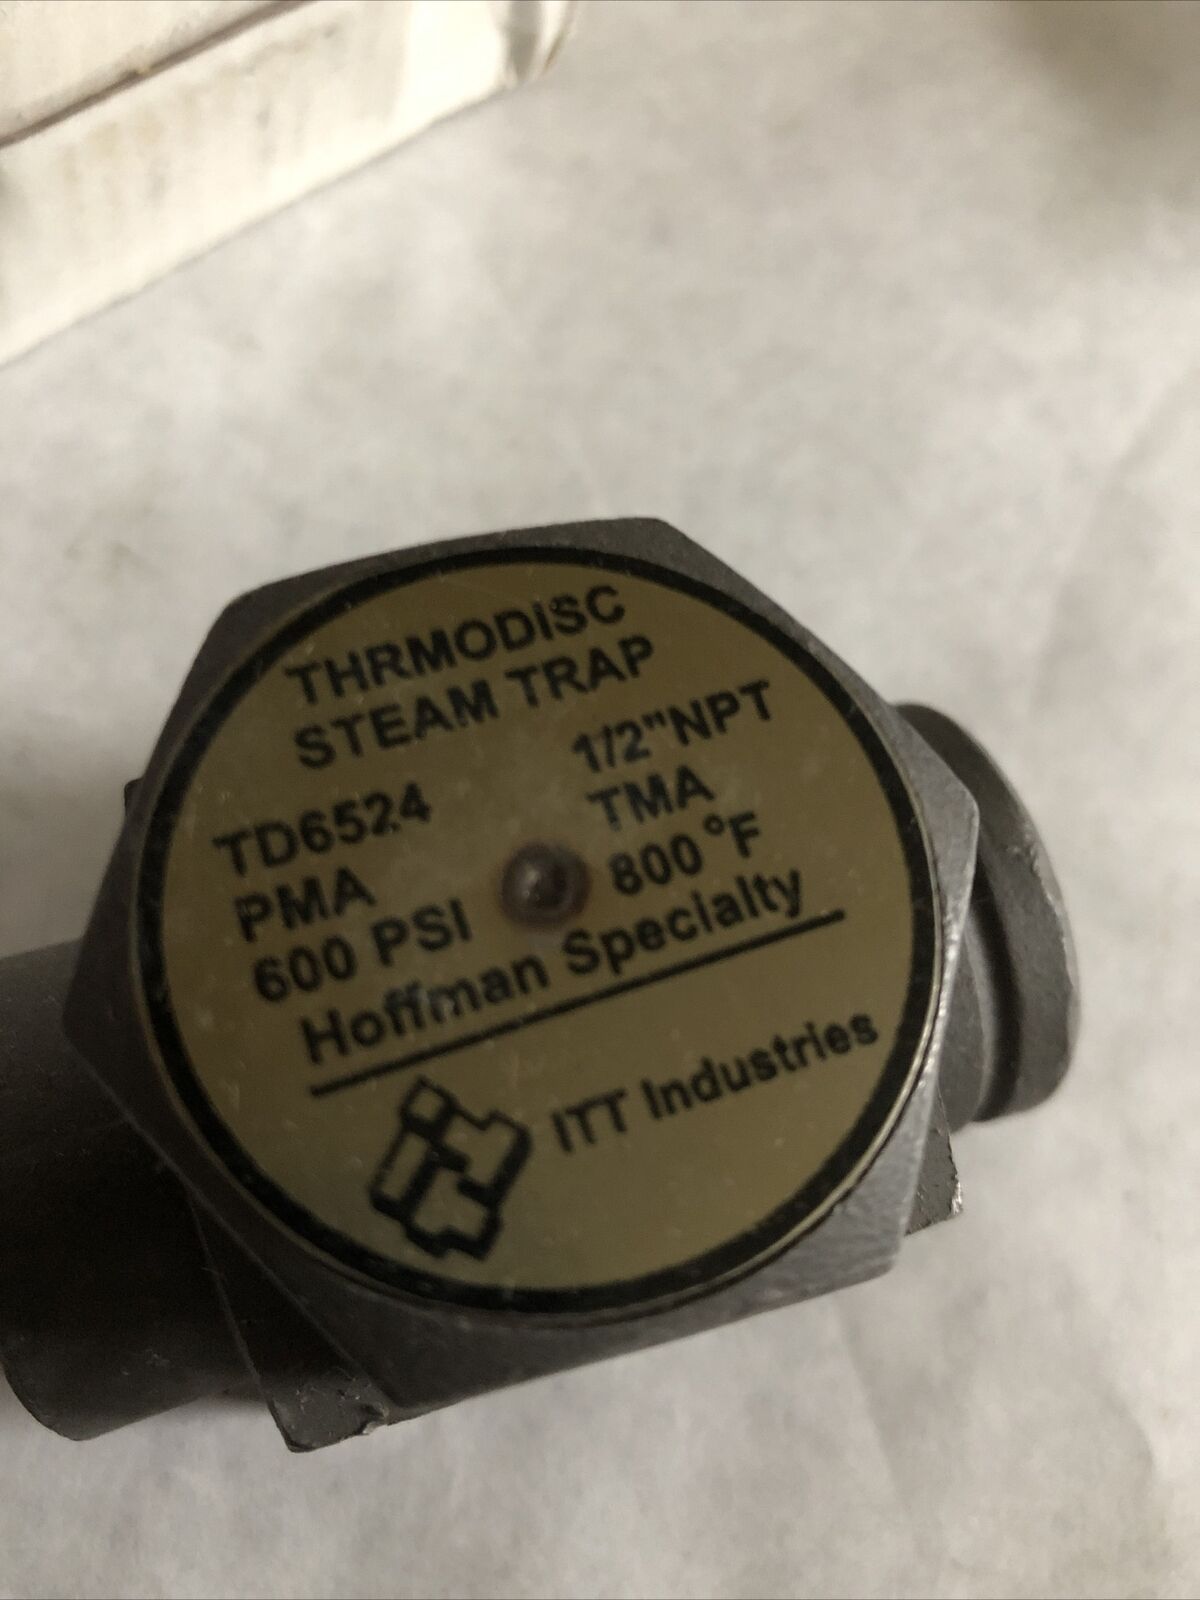 THRMODISC
STEAM TRAP
TD6524 1/2"NPT
PMA TMA
600 PSI 800 °F
Hoffman Specialty
ITT Industries